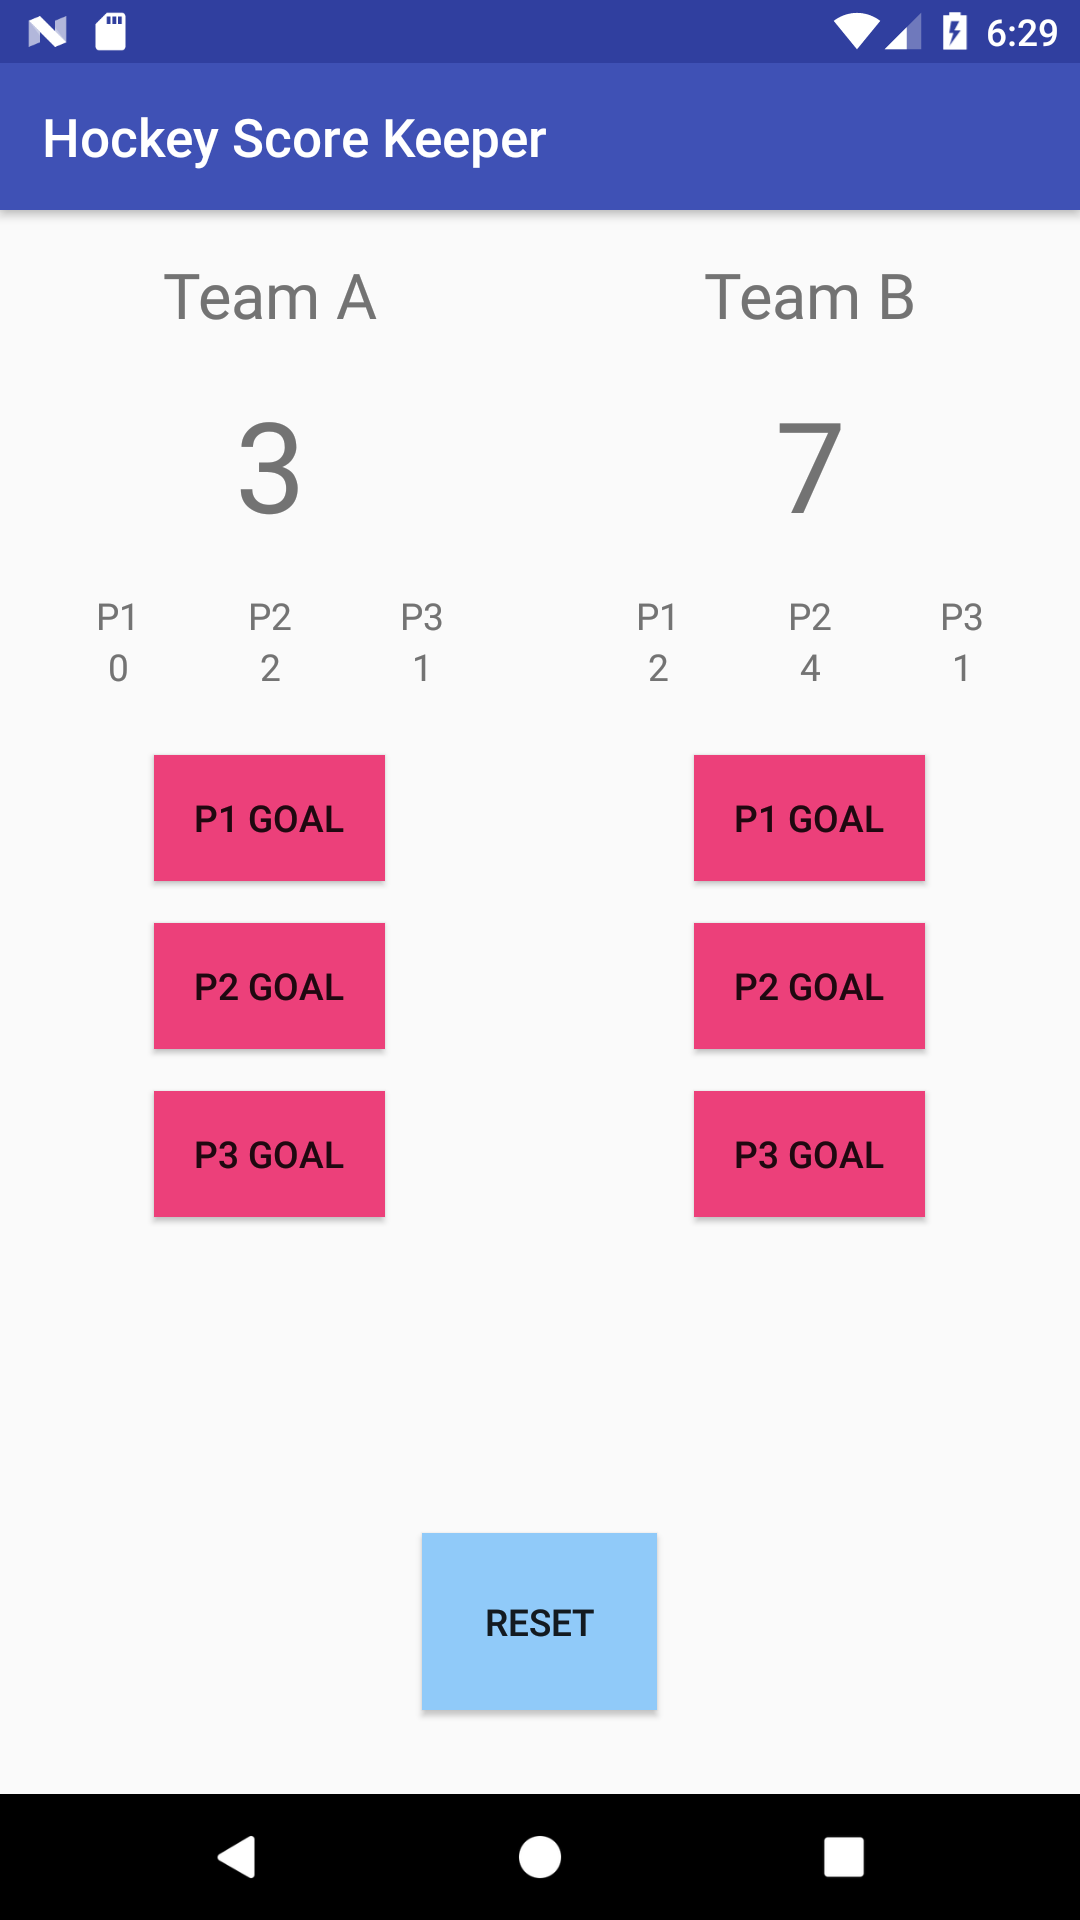 6:29
Hockey Score Keeper
Team A Team B
3 7
P1 P2 P3 P1 P2 P3
0 2 1 2 4 1
P1 GOAL P1 GOAL
P2 GOAL P2 GOAL
P3 GOAL P3 GOAL
RESET